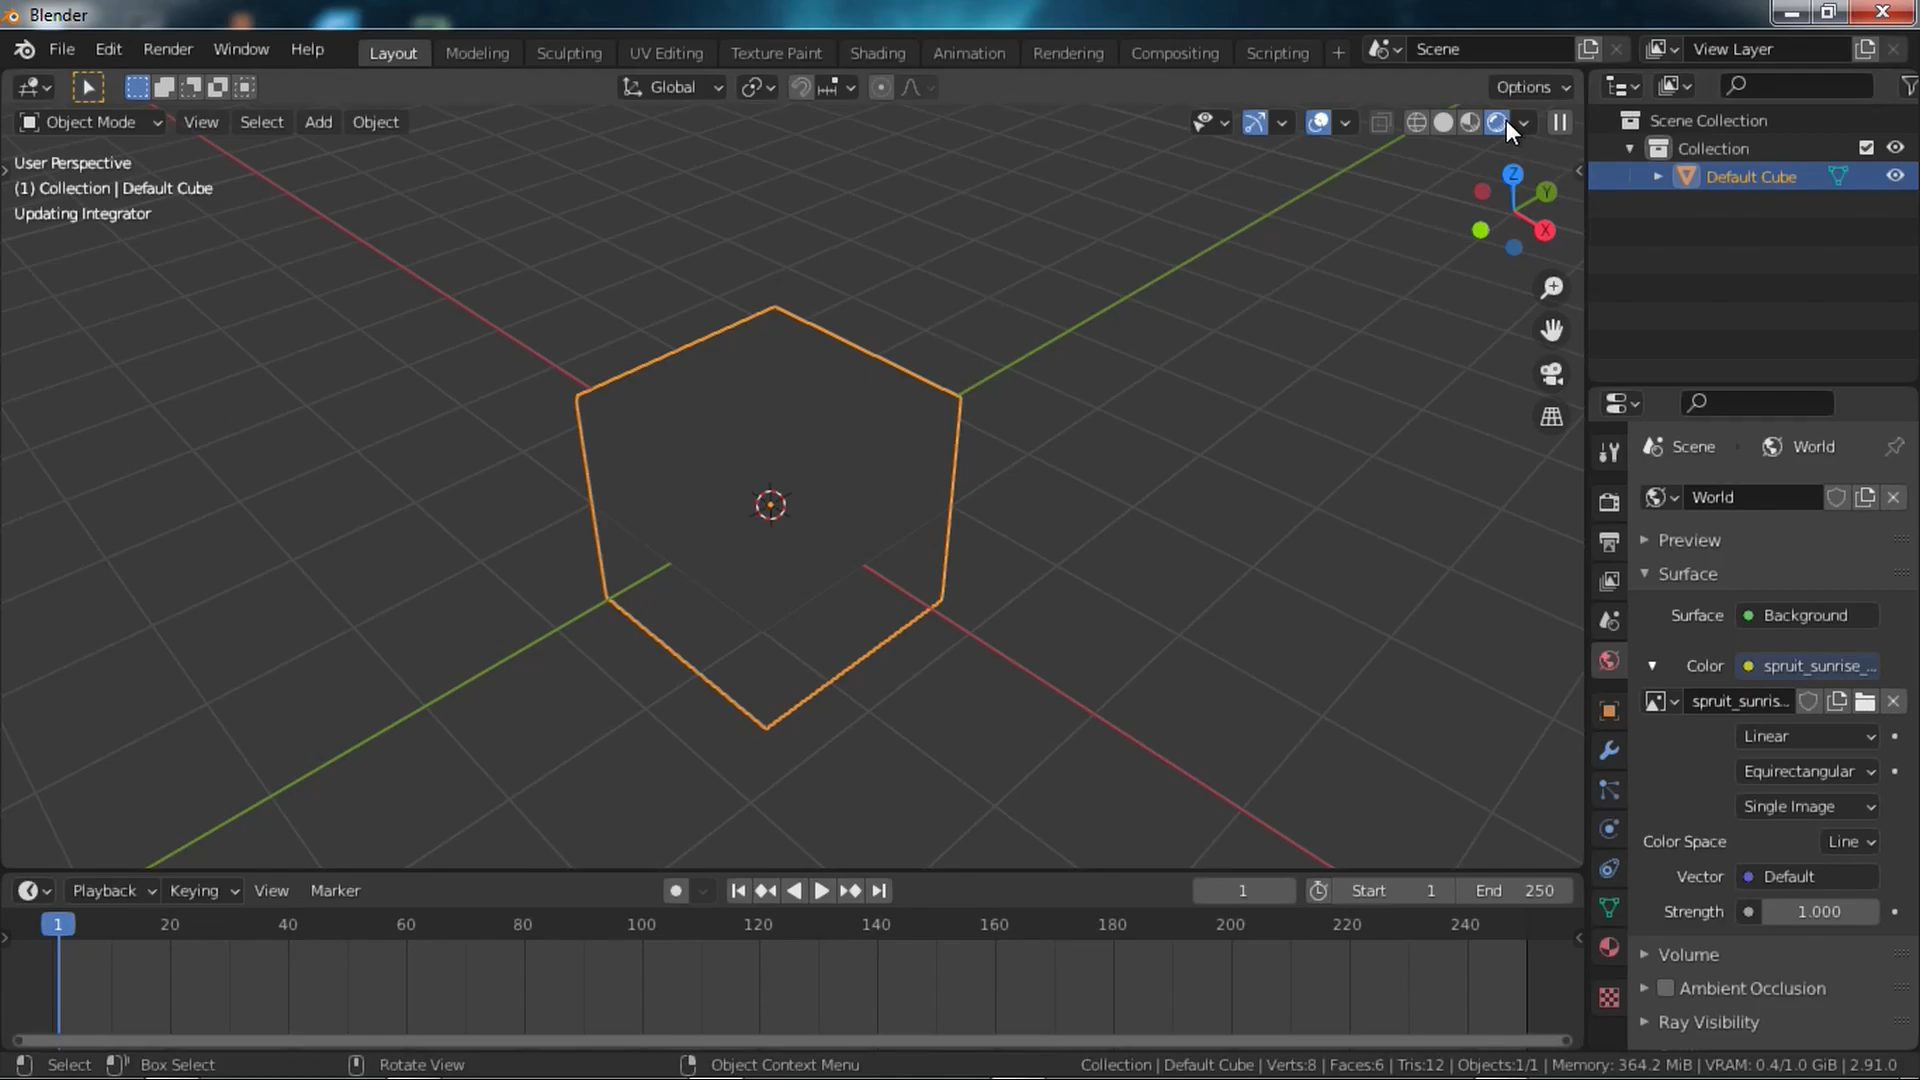 Blender
File Edit Render Window Help Layout Modeling Sculpting UV Editing Texture Paint Shading Animation Rendering Compositing Scripting + Scene View Layer
Global Options
Object Mode View Select Add Object
Scene Collection
Collection
Default Cube
User Perspective
(1) Collection | Default Cube
Updating Integrator
Z
Y
X
Scene World
World
Preview
Surface
Surface Background
Color spruit_sunrise_...
spruit_sunris...
Linear
Equirectangular
Single Image
Color Space Line
Vector Default
Strength 1.000
Volume
Ambient Occlusion
Ray Visibility
Playback Keying View Marker 1 Start 1 End 250
1 20 40 60 80 100 120 140 160 180 200 220 240
Select Box Select Rotate View Object Context Menu Collection | Default Cube | Verts:8 | Faces:6 | Tris:12 | Objects:1/1 | Memory: 364.2 MiB | VRAM: 0.4/1.0 GiB | 2.91.0